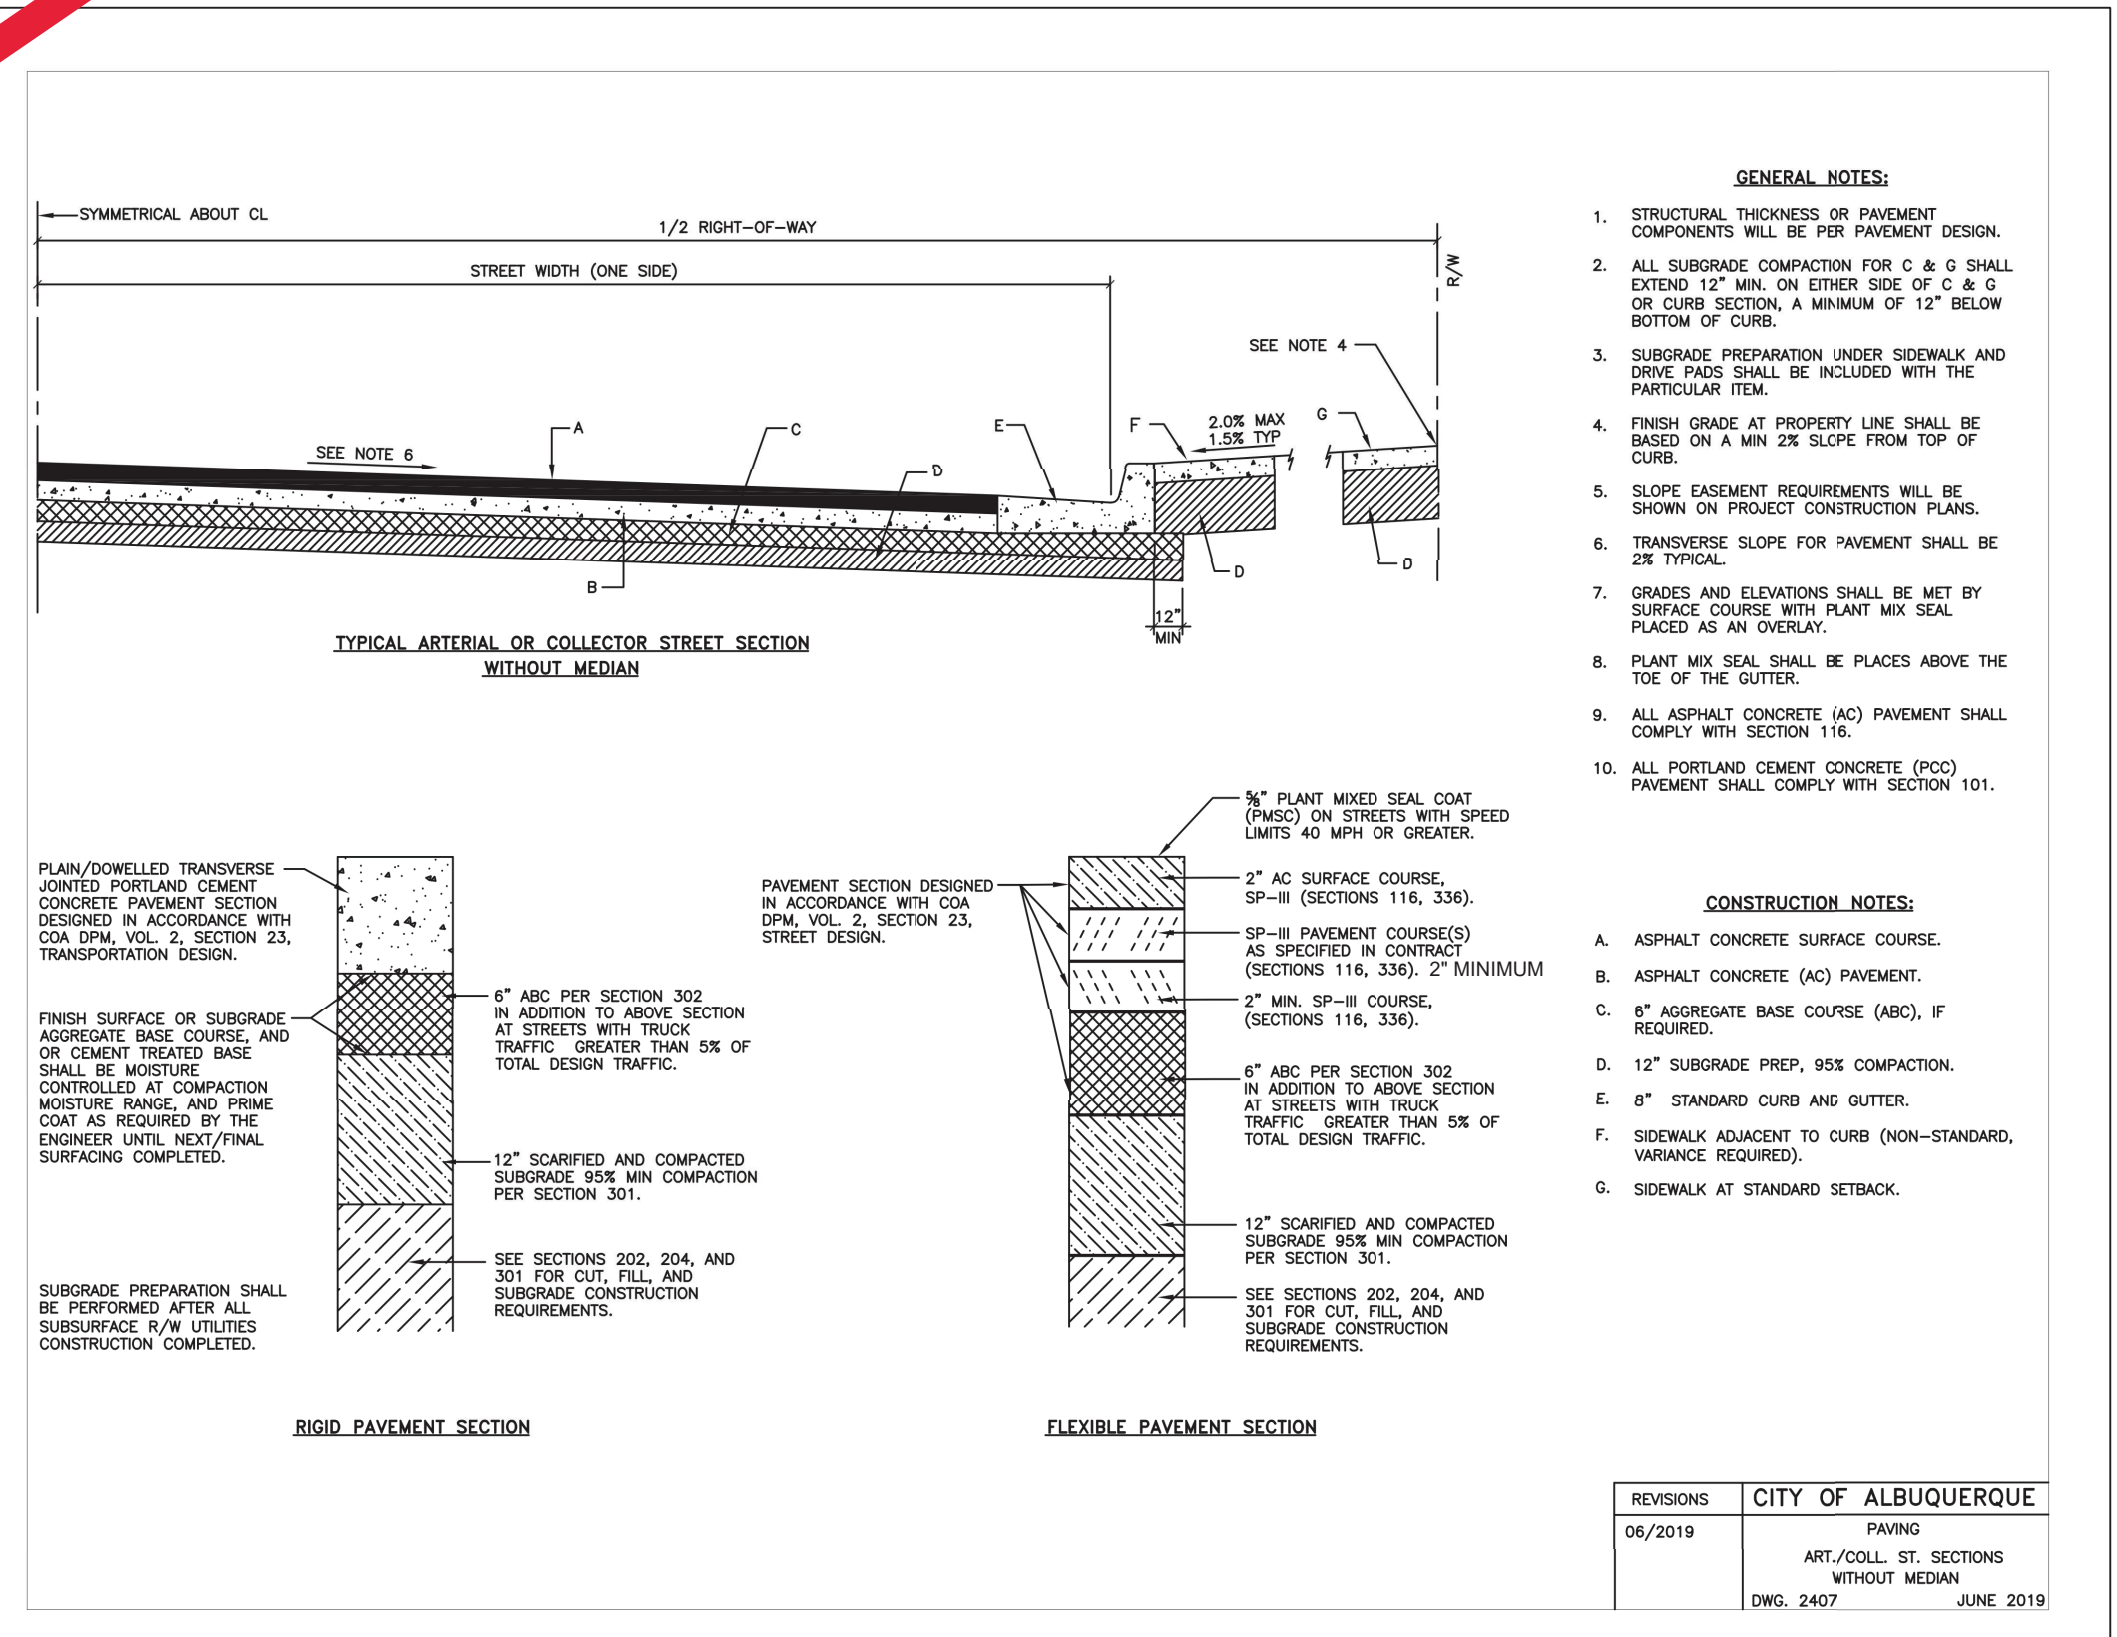 SYMMETRICAL ABOUT CL
1/2 RIGHT-OF-WAY
STREET WIDTH (ONE SIDE)
R/W
SEE NOTE 4
SEE NOTE 6
A
C
D
E
F
2.0% MAX
1.5% TYP
G
B
D
D
12"
MIN
TYPICAL ARTERIAL OR COLLECTOR STREET SECTION
WITHOUT MEDIAN
PLAIN/DOWELLED TRANSVERSE
JOINTED PORTLAND CEMENT
CONCRETE PAVEMENT SECTION
DESIGNED IN ACCORDANCE WITH
COA DPM, VOL. 2, SECTION 23,
TRANSPORTATION DESIGN.
FINISH SURFACE OR SUBGRADE
AGGREGATE BASE COURSE, AND
OR CEMENT TREATED BASE
SHALL BE MOISTURE
CONTROLLED AT COMPACTION
MOISTURE RANGE, AND PRIME
COAT AS REQUIRED BY THE
ENGINEER UNTIL NEXT/FINAL
SURFACING COMPLETED.
SUBGRADE PREPARATION SHALL
BE PERFORMED AFTER ALL
SUBSURFACE R/W UTILITIES
CONSTRUCTION COMPLETED.
6" ABC PER SECTION 302
IN ADDITION TO ABOVE SECTION
AT STREETS WITH TRUCK
TRAFFIC GREATER THAN 5% OF
TOTAL DESIGN TRAFFIC.
12" SCARIFIED AND COMPACTED
SUBGRADE 95% MIN COMPACTION
PER SECTION 301.
SEE SECTIONS 202, 204, AND
301 FOR CUT, FILL, AND
SUBGRADE CONSTRUCTION
REQUIREMENTS.
RIGID PAVEMENT SECTION
PAVEMENT SECTION DESIGNED
IN ACCORDANCE WITH COA
DPM, VOL. 2, SECTION 23,
STREET DESIGN.
⅝" PLANT MIXED SEAL COAT
(PMSC) ON STREETS WITH SPEED
LIMITS 40 MPH OR GREATER.
2" AC SURFACE COURSE,
SP-III (SECTIONS 116, 336).
SP-III PAVEMENT COURSE(S)
AS SPECIFIED IN CONTRACT
(SECTIONS 116, 336). 2" MINIMUM
2" MIN. SP-III COURSE,
(SECTIONS 116, 336).
6" ABC PER SECTION 302
IN ADDITION TO ABOVE SECTION
AT STREETS WITH TRUCK
TRAFFIC GREATER THAN 5% OF
TOTAL DESIGN TRAFFIC.
12" SCARIFIED AND COMPACTED
SUBGRADE 95% MIN COMPACTION
PER SECTION 301.
SEE SECTIONS 202, 204, AND
301 FOR CUT, FILL, AND
SUBGRADE CONSTRUCTION
REQUIREMENTS.
FLEXIBLE PAVEMENT SECTION
GENERAL NOTES:
1. STRUCTURAL THICKNESS OR PAVEMENT
COMPONENTS WILL BE PER PAVEMENT DESIGN.
2. ALL SUBGRADE COMPACTION FOR C & G SHALL
EXTEND 12" MIN. ON EITHER SIDE OF C & G
OR CURB SECTION, A MINIMUM OF 12" BELOW
BOTTOM OF CURB.
3. SUBGRADE PREPARATION UNDER SIDEWALK AND
DRIVE PADS SHALL BE INCLUDED WITH THE
PARTICULAR ITEM.
4. FINISH GRADE AT PROPERTY LINE SHALL BE
BASED ON A MIN 2% SLOPE FROM TOP OF
CURB.
5. SLOPE EASEMENT REQUIREMENTS WILL BE
SHOWN ON PROJECT CONSTRUCTION PLANS.
6. TRANSVERSE SLOPE FOR PAVEMENT SHALL BE
2% TYPICAL.
7. GRADES AND ELEVATIONS SHALL BE MET BY
SURFACE COURSE WITH PLANT MIX SEAL
PLACED AS AN OVERLAY.
8. PLANT MIX SEAL SHALL BE PLACES ABOVE THE
TOE OF THE GUTTER.
9. ALL ASPHALT CONCRETE (AC) PAVEMENT SHALL
COMPLY WITH SECTION 116.
10. ALL PORTLAND CEMENT CONCRETE (PCC)
PAVEMENT SHALL COMPLY WITH SECTION 101.
CONSTRUCTION NOTES:
A. ASPHALT CONCRETE SURFACE COURSE.
B. ASPHALT CONCRETE (AC) PAVEMENT.
C. 6" AGGREGATE BASE COURSE (ABC), IF
REQUIRED.
D. 12" SUBGRADE PREP, 95% COMPACTION.
E. 8" STANDARD CURB AND GUTTER.
F. SIDEWALK ADJACENT TO CURB (NON-STANDARD,
VARIANCE REQUIRED).
G. SIDEWALK AT STANDARD SETBACK.
REVISIONS
06/2019
CITY OF ALBUQUERQUE
PAVING
ART./COLL. ST. SECTIONS
WITHOUT MEDIAN
DWG. 2407 JUNE 2019